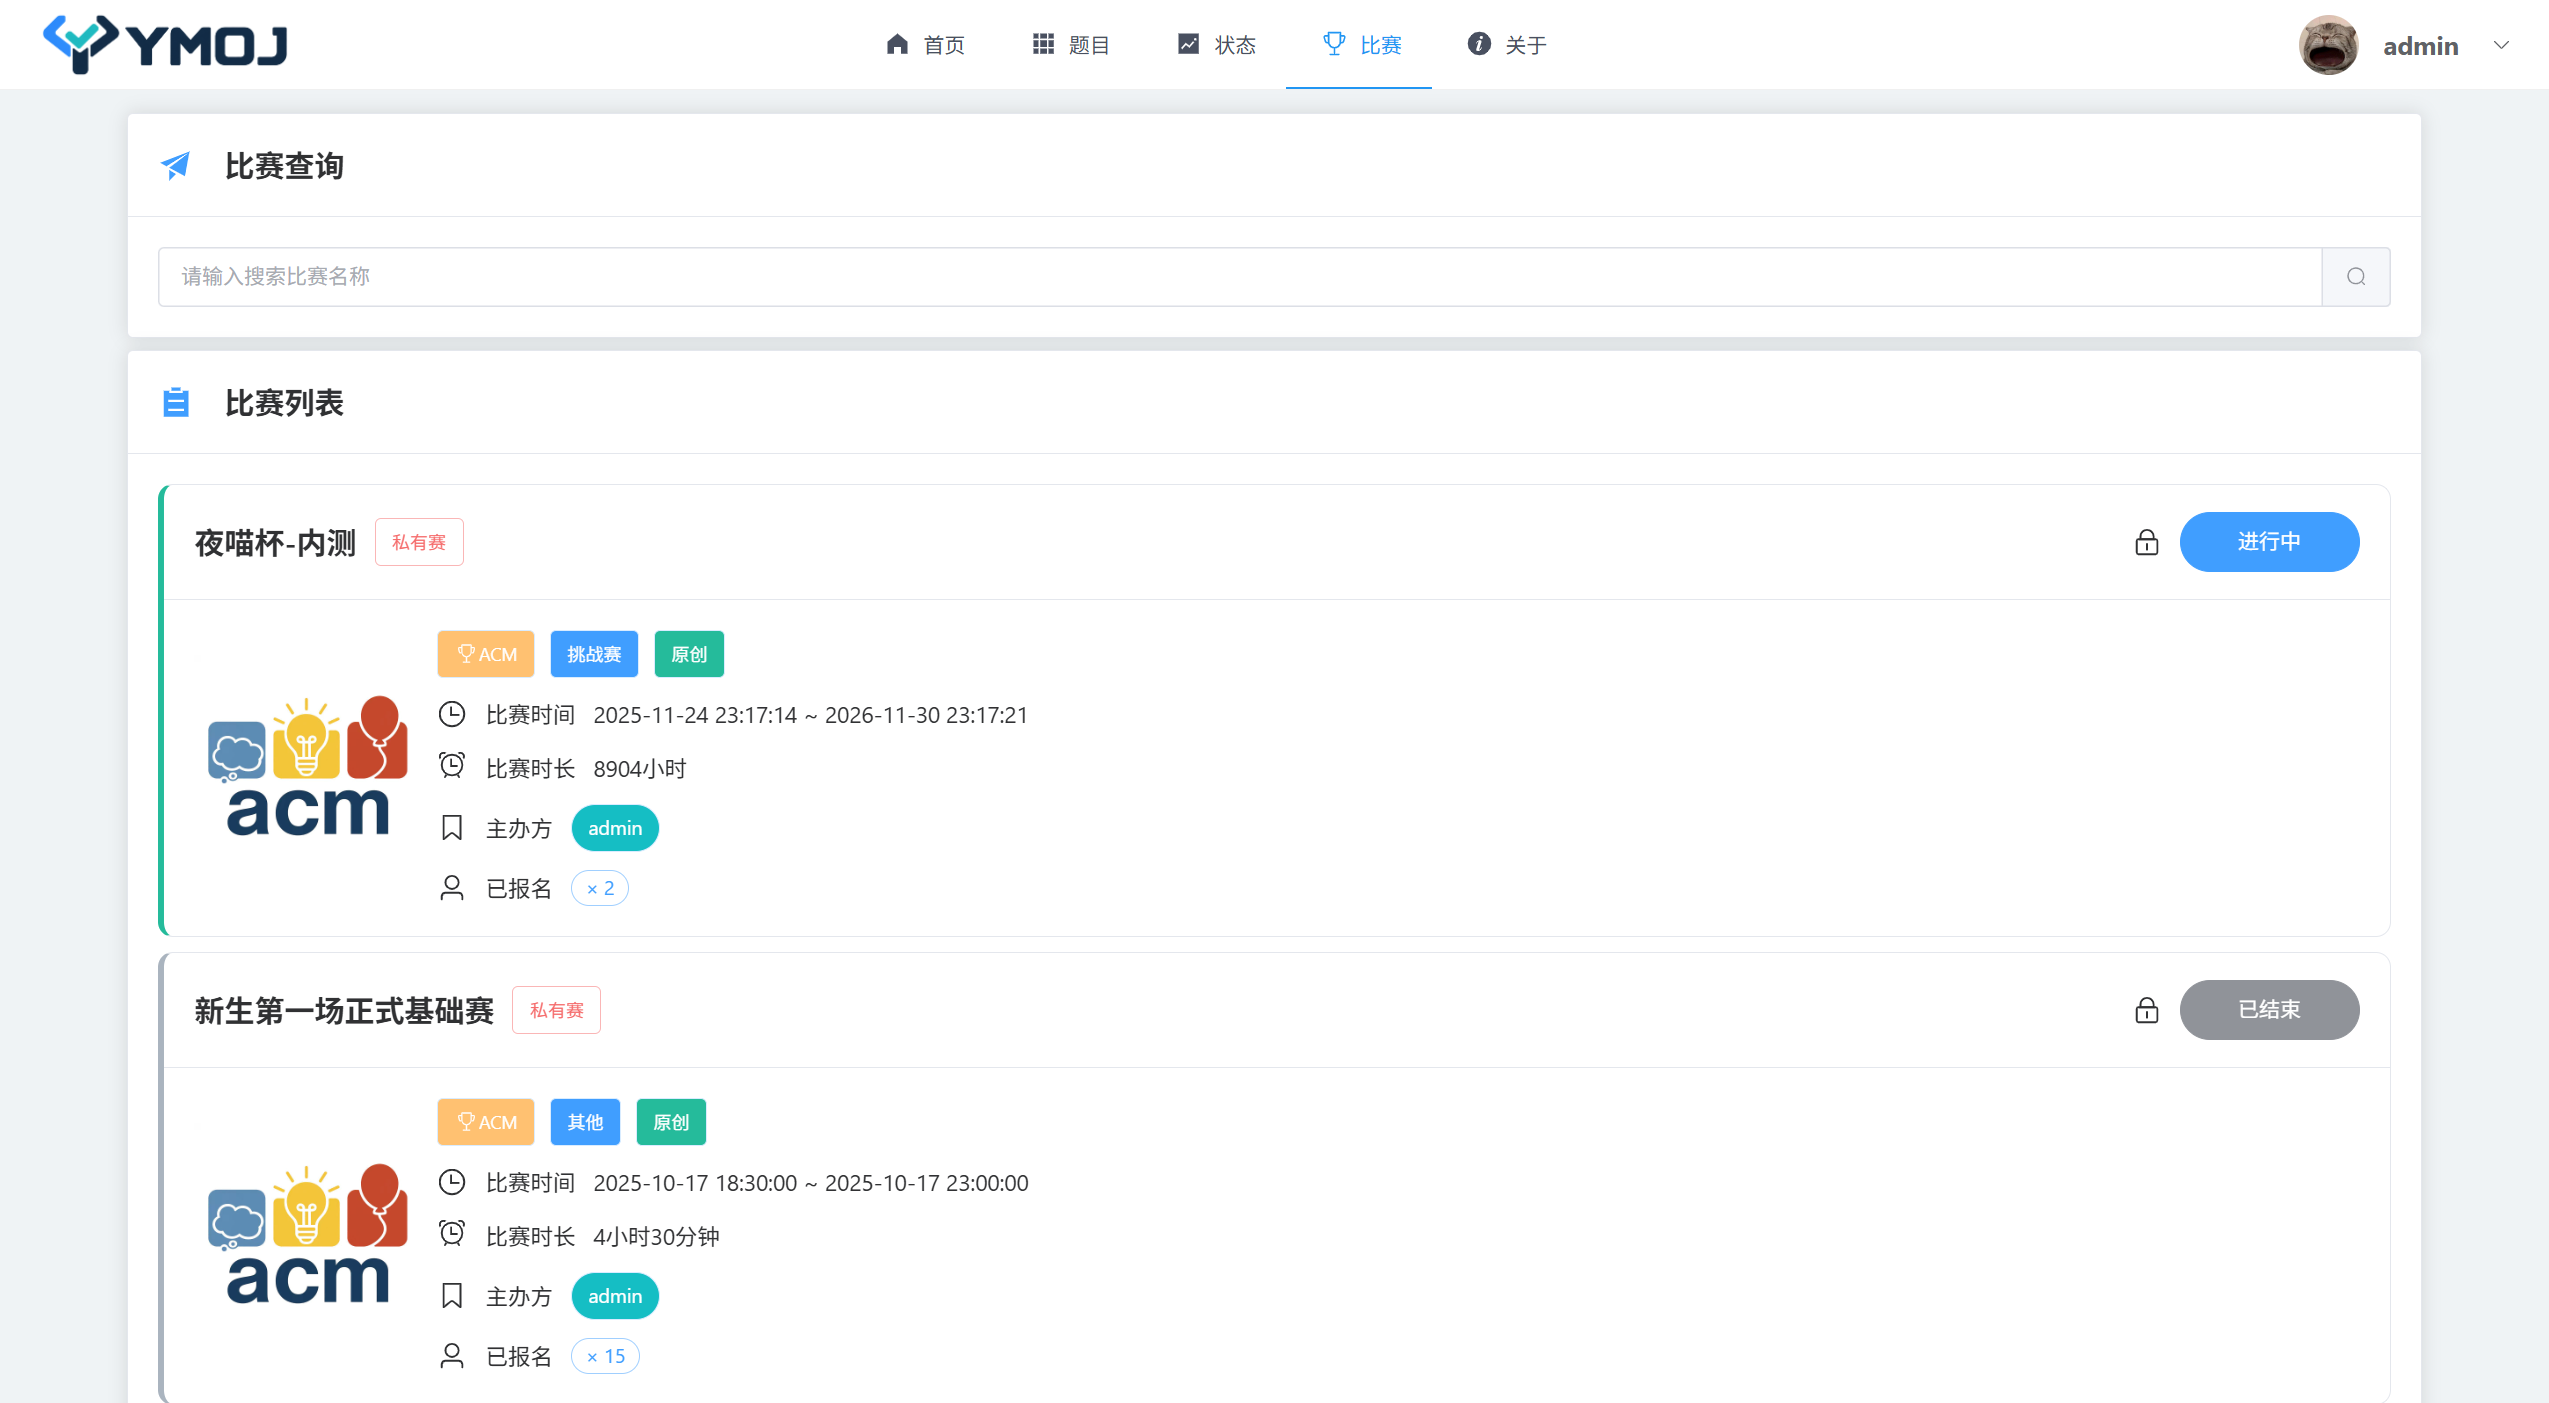 YMOJ
首页
题目
状态
比赛
关于
admin
比赛查询
请输入搜索比赛名称
比赛列表
夜喵杯-内测
私有赛
进行中
ACM
挑战赛
原创
比赛时间 2025-11-24 23:17:14 ~ 2026-11-30 23:17:21
acm
比赛时长 8904小时
主办方 admin
已报名 × 2
新生第一场正式基础赛
私有赛
已结束
ACM
其他
原创
比赛时间 2025-10-17 18:30:00 ~ 2025-10-17 23:00:00
acm
比赛时长 4小时30分钟
主办方 admin
已报名 × 15